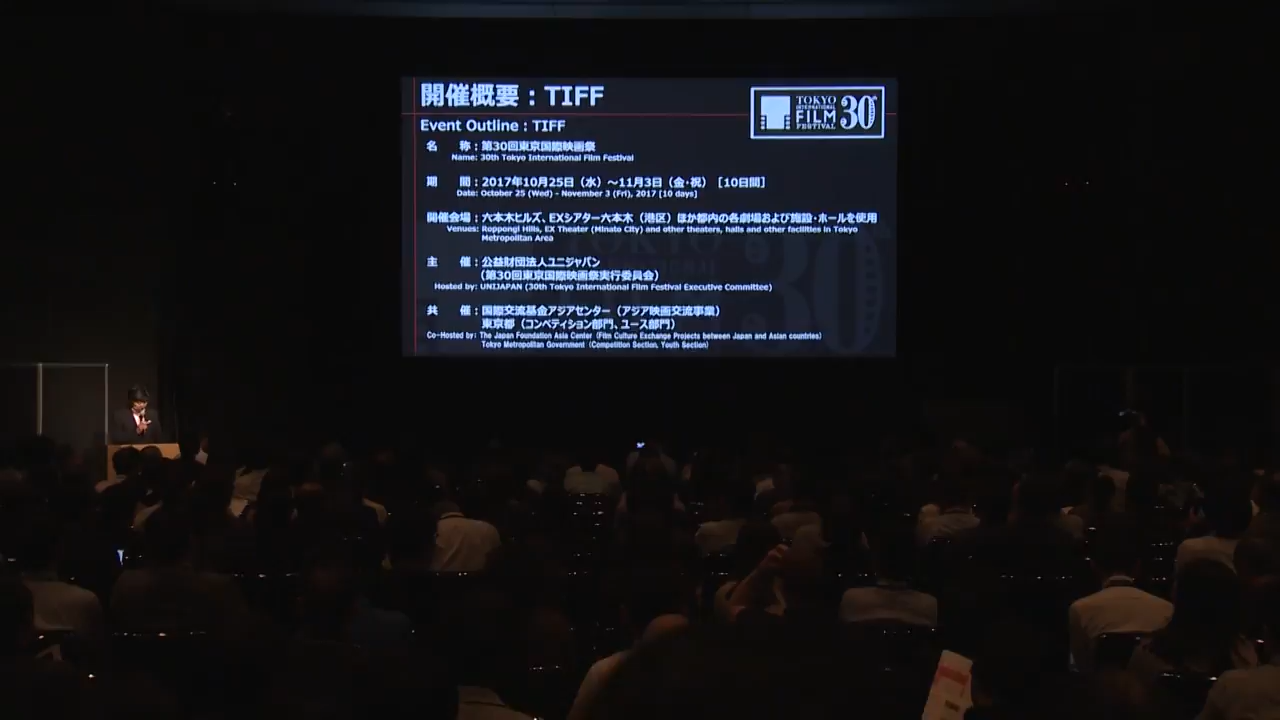 開催概要：TIFF
TOKYO
INTERNATIONAL
FILM
FESTIVAL
30
Event Outline : TIFF
名　称：第30回東京国際映画祭
Name: 30th Tokyo International Film Festival
期　間：2017年10月25日（水）～11月3日（金・祝）［10日間］
Date: October 25 (Wed) - November 3 (Fri), 2017 [10 days]
開催会場：六本木ヒルズ、EXシアター六本木（港区）ほか都内の各劇場および施設・ホールを使用
Venues: Roppongi Hills, EX Theater (Minato City) and other theaters, halls and other facilities in Tokyo
Metropolitan Area
主　催：公益財団法人ユニジャパン
（第30回東京国際映画祭実行委員会）
Hosted by: UNIJAPAN (30th Tokyo International Film Festival Executive Committee)
共　催：国際交流基金アジアセンター（アジア映画交流事業）
東京都（コンペティション部門、ユース部門）
Co-Hosted by: The Japan Foundation Asia Center (Film Culture Exchange Projects between Japan and Asian countries)
Tokyo Metropolitan Government (Competition Section, Youth Section)